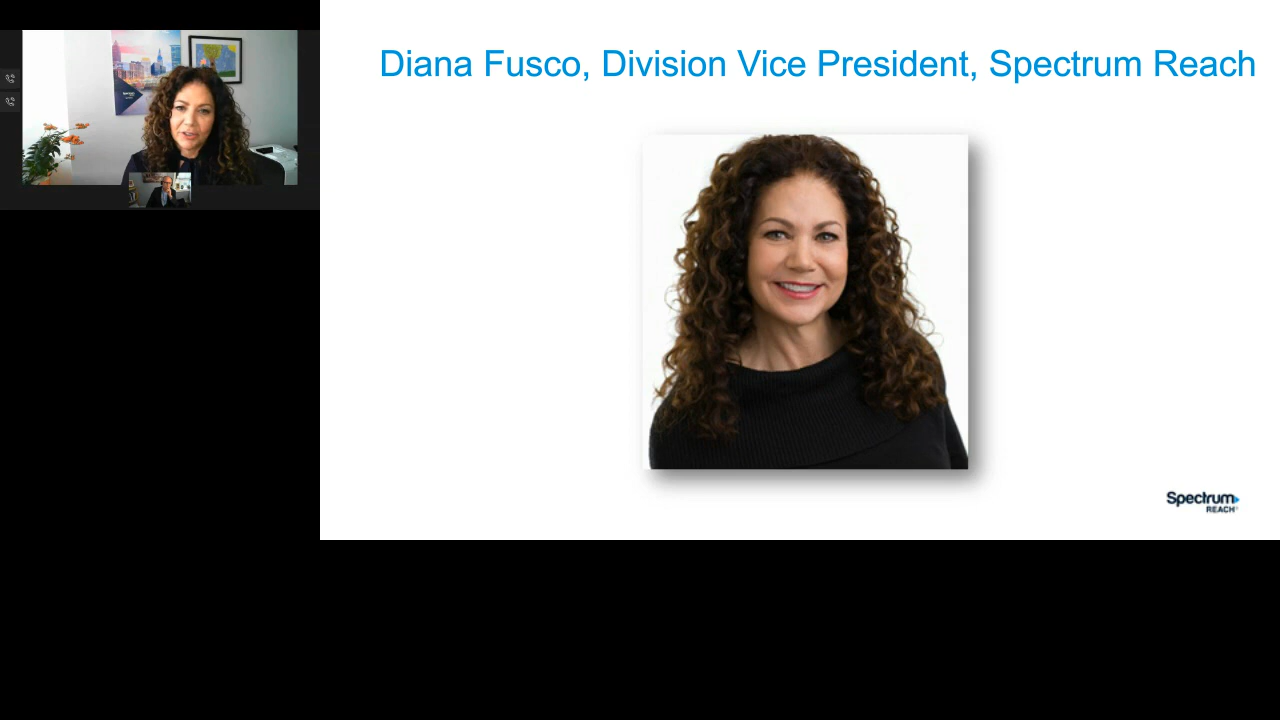 Diana Fusco, Division Vice President, Spectrum Reach
Spectrum
REACH